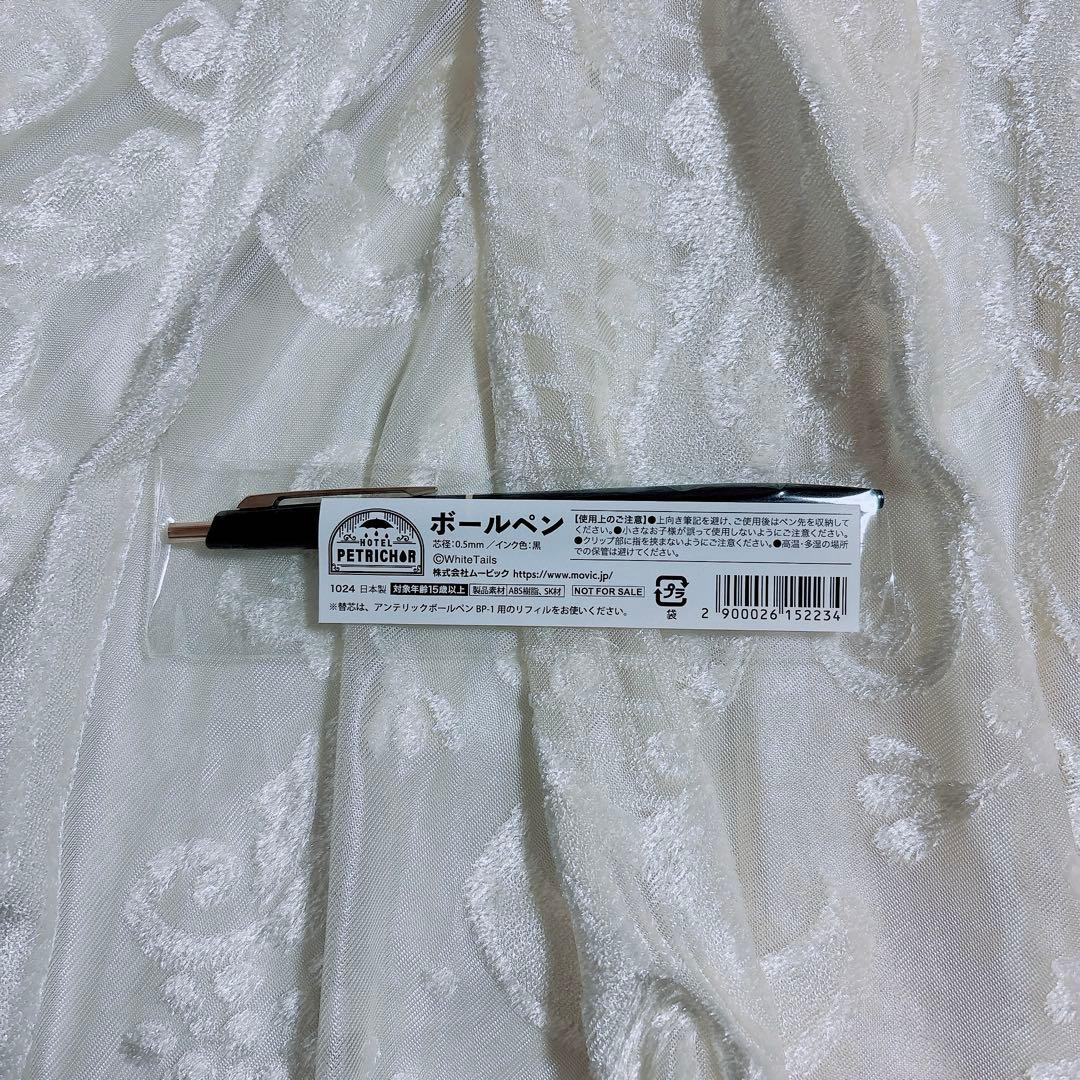 HOTEL
PETRICHOR
ボールペン
芯径:0.5mm／インク色:黒
©WhiteTails
株式会社ムービック https://www.movic.jp/
【使用上のご注意】●上向き筆記を避け、ご使用後はペン先を収納して
ください。●小さなお子様が誤って使用しないようにご注意ください。
●クリップ部に指を挟まないようにご注意ください。●高温・多湿の場所
での保管は避けてください。
1024 日本製 対象年齢15歳以上 製品素材 ABS樹脂、SK材 NOT FOR SALE
※替芯は、アンテリックボールペン BP-1 用のリフィルをお使いください。
プラ
袋
2 900026 152234